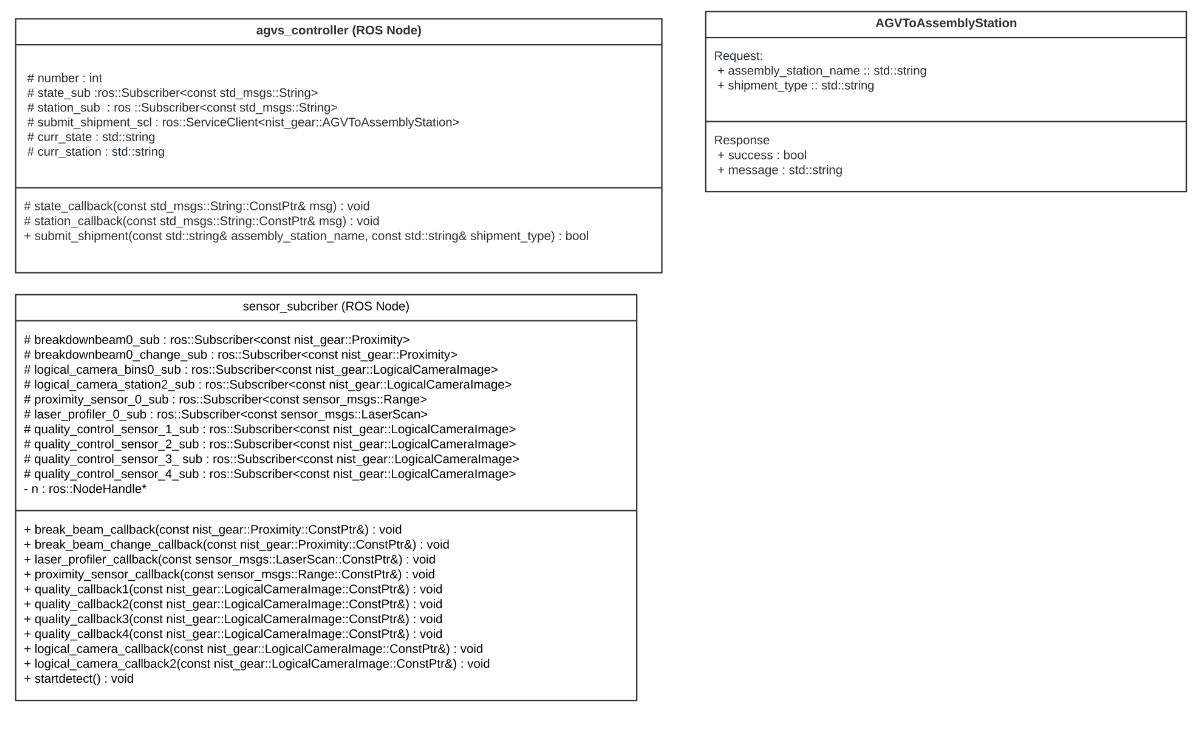 agvs_controller (ROS Node)
# number : int
# state_sub :ros::Subscriber<const std_msgs::String>
# station_sub : ros ::Subscriber<const std_msgs::String>
# submit_shipment_scl : ros::ServiceClient<nist_gear::AGVToAssemblyStation>
# curr_state : std::string
# curr_station : std::string
# state_callback(const std_msgs::String::ConstPtr& msg) : void
# station_callback(const std_msgs::String::ConstPtr& msg) : void
+ submit_shipment(const std::string& assembly_station_name, const std::string& shipment_type) : bool
AGVToAssemblyStation
Request:
+ assembly_station_name :: std::string
+ shipment_type :: std::string
Response
+ success : bool
+ message : std::string
sensor_subcriber (ROS Node)
# breakdownbeam0_sub : ros::Subscriber<const nist_gear::Proximity>
# breakdownbeam0_change_sub : ros::Subscriber<const nist_gear::Proximity>
# logical_camera_bins0_sub : ros::Subscriber<const nist_gear::LogicalCameraImage>
# logical_camera_station2_sub : ros::Subscriber<const nist_gear::LogicalCameraImage>
# proximity_sensor_0_sub : ros::Subscriber<const sensor_msgs::Range>
# laser_profiler_0_sub : ros::Subscriber<const sensor_msgs::LaserScan>
# quality_control_sensor_1_sub : ros::Subscriber<const nist_gear::LogicalCameraImage>
# quality_control_sensor_2_sub : ros::Subscriber<const nist_gear::LogicalCameraImage>
# quality_control_sensor_3_ sub : ros::Subscriber<const nist_gear::LogicalCameraImage>
# quality_control_sensor_4_sub : ros::Subscriber<const nist_gear::LogicalCameraImage>
- n : ros::NodeHandle*
+ break_beam_callback(const nist_gear::Proximity::ConstPtr&) : void
+ break_beam_change_callback(const nist_gear::Proximity::ConstPtr&) : void
+ laser_profiler_callback(const sensor_msgs::LaserScan::ConstPtr&) : void
+ proximity_sensor_callback(const sensor_msgs::Range::ConstPtr&) : void
+ quality_callback1(const nist_gear::LogicalCameraImage::ConstPtr&) : void
+ quality_callback2(const nist_gear::LogicalCameraImage::ConstPtr&) : void
+ quality_callback3(const nist_gear::LogicalCameraImage::ConstPtr&) : void
+ quality_callback4(const nist_gear::LogicalCameraImage::ConstPtr&) : void
+ logical_camera_callback(const nist_gear::LogicalCameraImage::ConstPtr&) : void
+ logical_camera_callback2(const nist_gear::LogicalCameraImage::ConstPtr&) : void
+ startdetect() : void